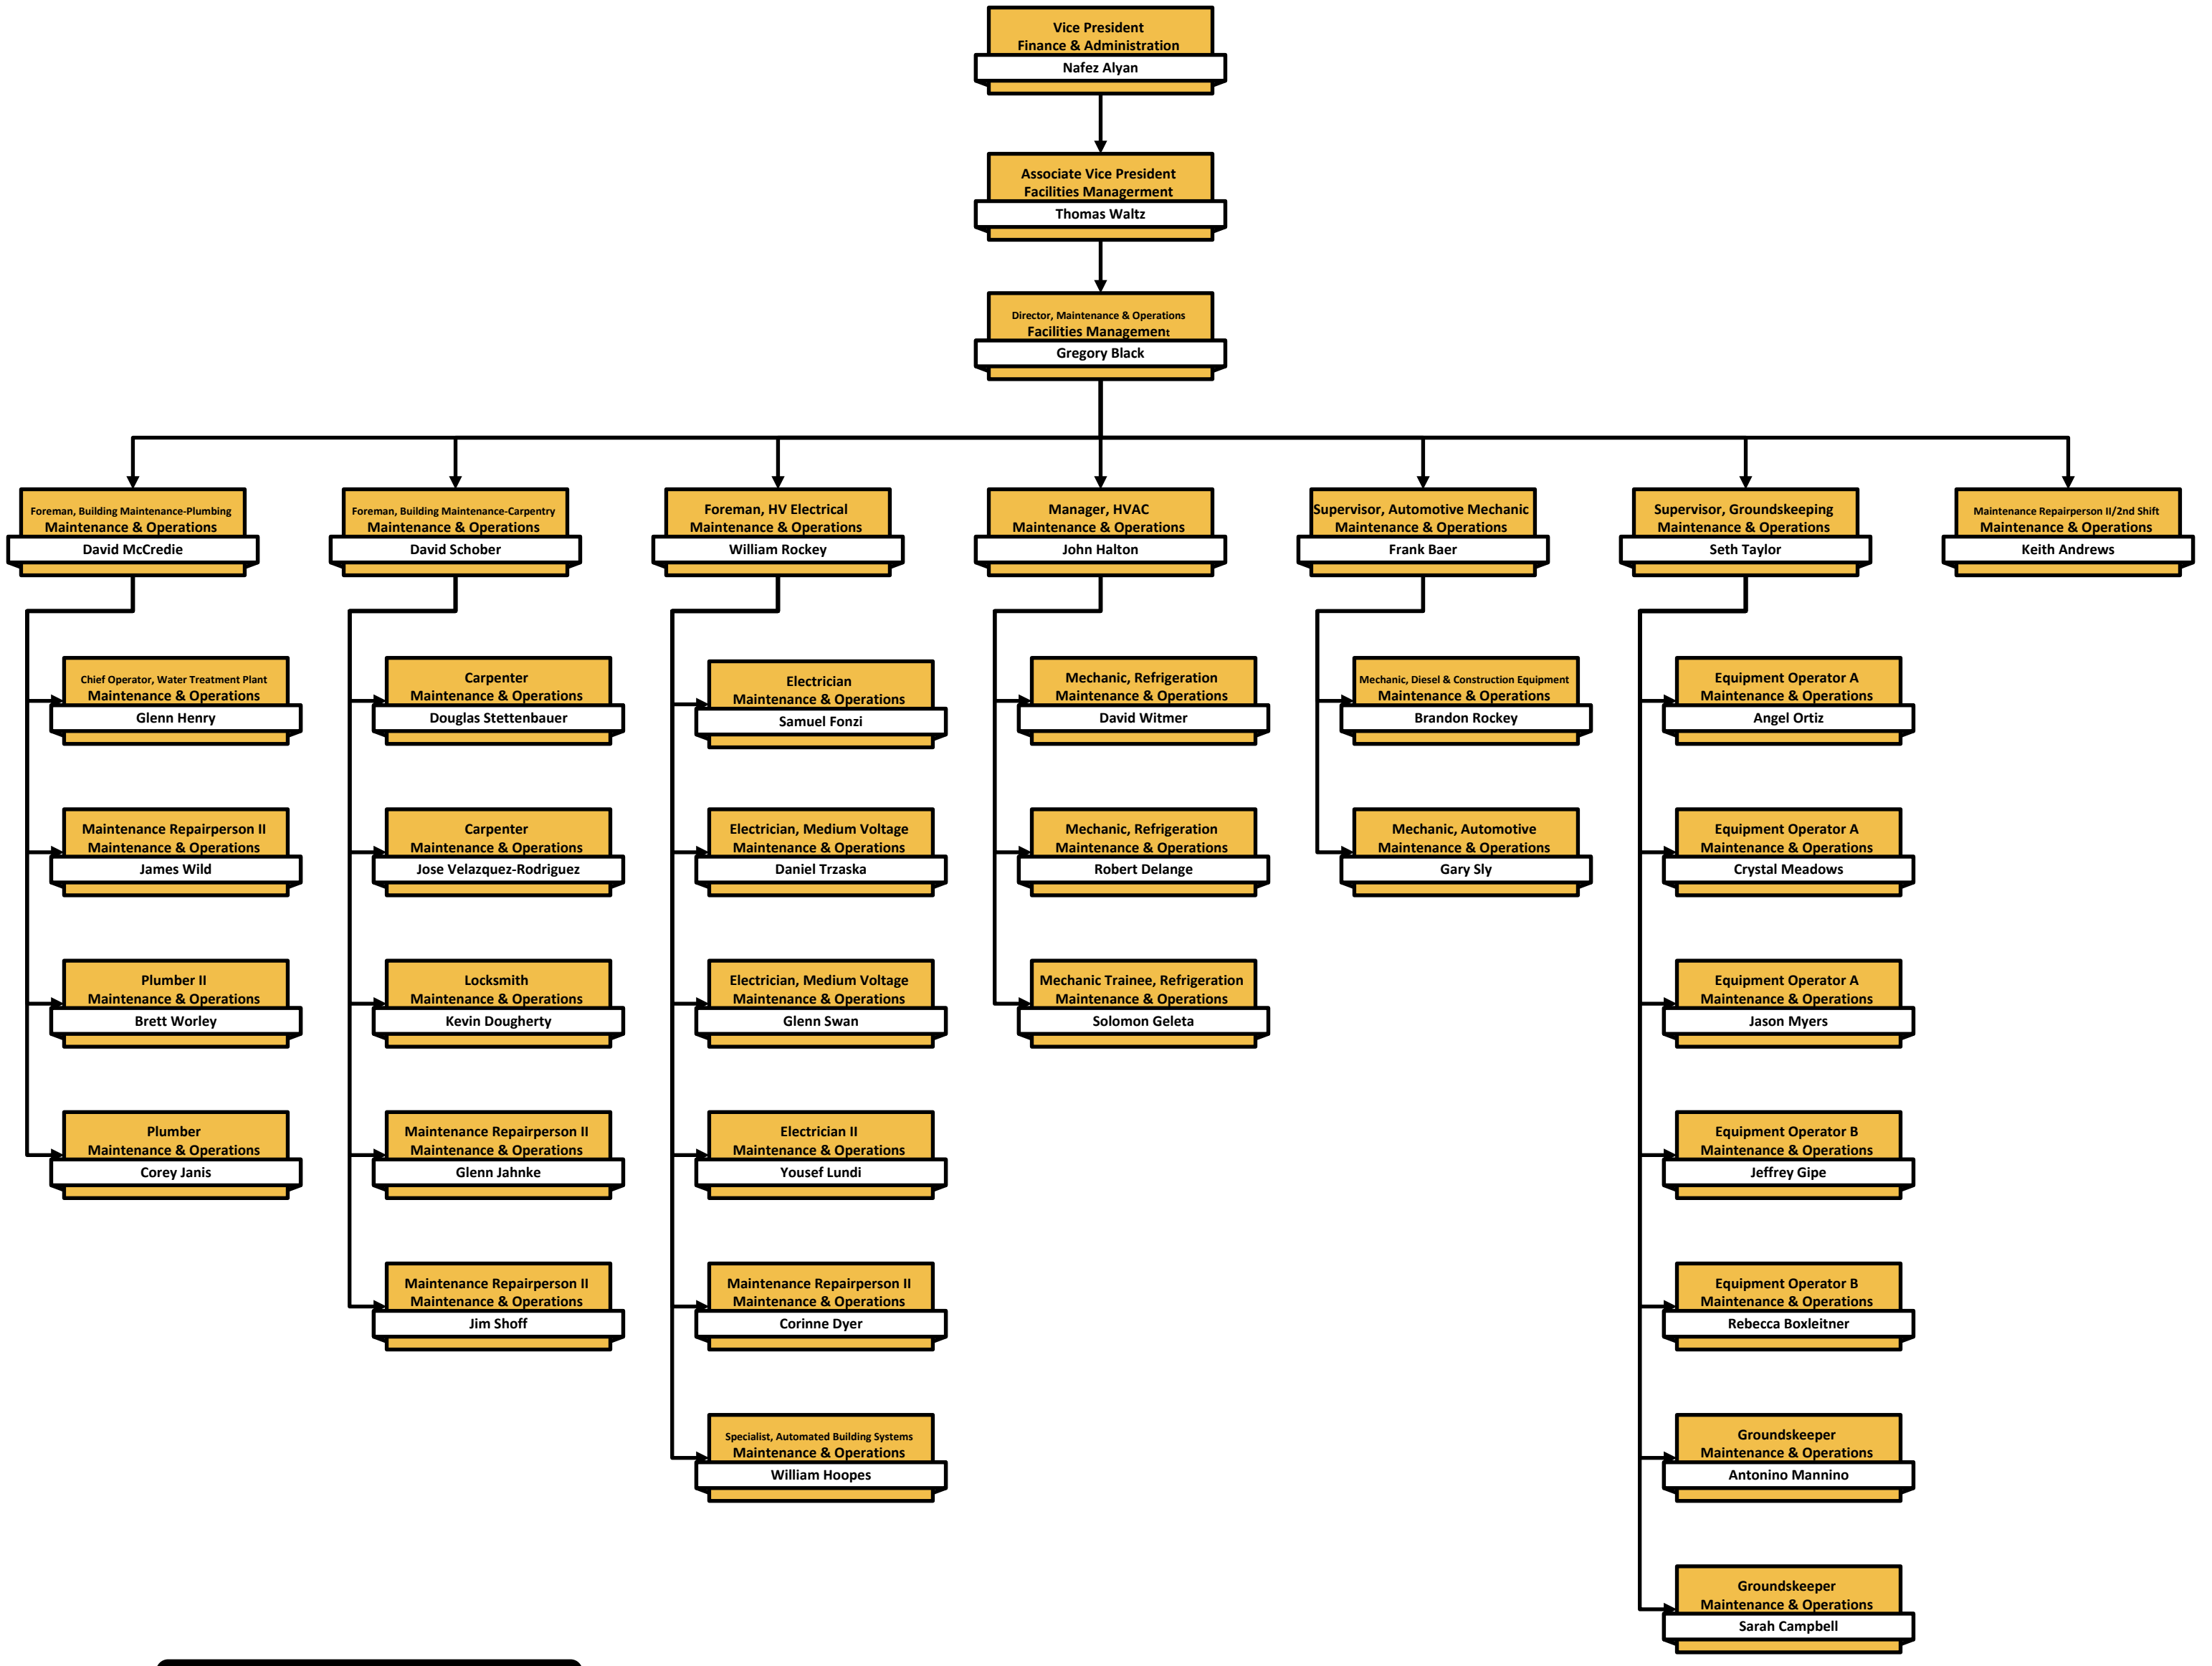 Vice President
Finance & Administration
Nafez Alyan
Associate Vice President
Facilities Managerment
Thomas Waltz
Director, Maintenance & Operations
Facilities Management
Gregory Black
Foreman, Building Maintenance-Plumbing
Maintenance & Operations
David McCredie
Foreman, Building Maintenance-Carpentry
Maintenance & Operations
David Schober
Foreman, HV Electrical
Maintenance & Operations
William Rockey
Manager, HVAC
Maintenance & Operations
John Halton
Supervisor, Automotive Mechanic
Maintenance & Operations
Frank Baer
Supervisor, Groundskeeping
Maintenance & Operations
Seth Taylor
Maintenance Repairperson II/2nd Shift
Maintenance & Operations
Keith Andrews
Chief Operator, Water Treatment Plant
Maintenance & Operations
Glenn Henry
Maintenance Repairperson II
Maintenance & Operations
James Wild
Plumber II
Maintenance & Operations
Brett Worley
Plumber
Maintenance & Operations
Corey Janis
Carpenter
Maintenance & Operations
Douglas Stettenbauer
Carpenter
Maintenance & Operations
Jose Velazquez-Rodriguez
Locksmith
Maintenance & Operations
Kevin Dougherty
Maintenance Repairperson II
Maintenance & Operations
Glenn Jahnke
Maintenance Repairperson II
Maintenance & Operations
Jim Shoff
Electrician
Maintenance & Operations
Samuel Fonzi
Electrician, Medium Voltage
Maintenance & Operations
Daniel Trzaska
Electrician, Medium Voltage
Maintenance & Operations
Glenn Swan
Electrician II
Maintenance & Operations
Yousef Lundi
Maintenance Repairperson II
Maintenance & Operations
Corinne Dyer
Specialist, Automated Building Systems
Maintenance & Operations
William Hoopes
Mechanic, Refrigeration
Maintenance & Operations
David Witmer
Mechanic, Refrigeration
Maintenance & Operations
Robert Delange
Mechanic Trainee, Refrigeration
Maintenance & Operations
Solomon Geleta
Mechanic, Diesel & Construction Equipment
Maintenance & Operations
Brandon Rockey
Mechanic, Automotive
Maintenance & Operations
Gary Sly
Equipment Operator A
Maintenance & Operations
Angel Ortiz
Equipment Operator A
Maintenance & Operations
Crystal Meadows
Equipment Operator A
Maintenance & Operations
Jason Myers
Equipment Operator B
Maintenance & Operations
Jeffrey Gipe
Equipment Operator B
Maintenance & Operations
Rebecca Boxleitner
Groundskeeper
Maintenance & Operations
Antonino Mannino
Groundskeeper
Maintenance & Operations
Sarah Campbell